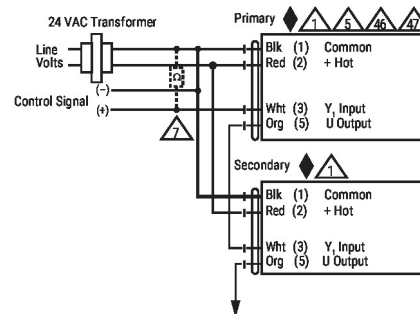 24 VAC Transformer
Primary 1 5 46 47
Line
Volts
Blk (1) Common
Red (2) + Hot
Control Signal (–)
(+)
Ω
7
Wht (3) Y1 Input
Org (5) U Output
Secondary 1
Blk (1) Common
Red (2) + Hot
Wht (3) Y1 Input
Org (5) U Output